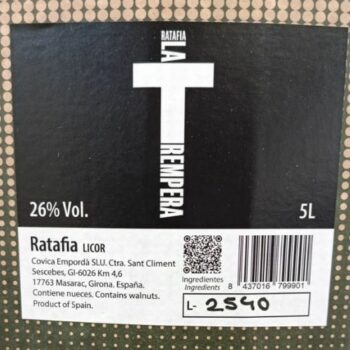 RATAFIA
LA
TREMPERA
26% Vol.
5L
Ratafia LICOR
Covica Empordà SLU. Ctra. Sant Climent
Sescebes, GI-6026 Km 4,6
17763 Masarac, Girona. España.
Contiene nueces. Contains walnuts.
Product of Spain.
Ingredientes
Ingredients
8 437016 799901
L- 2540